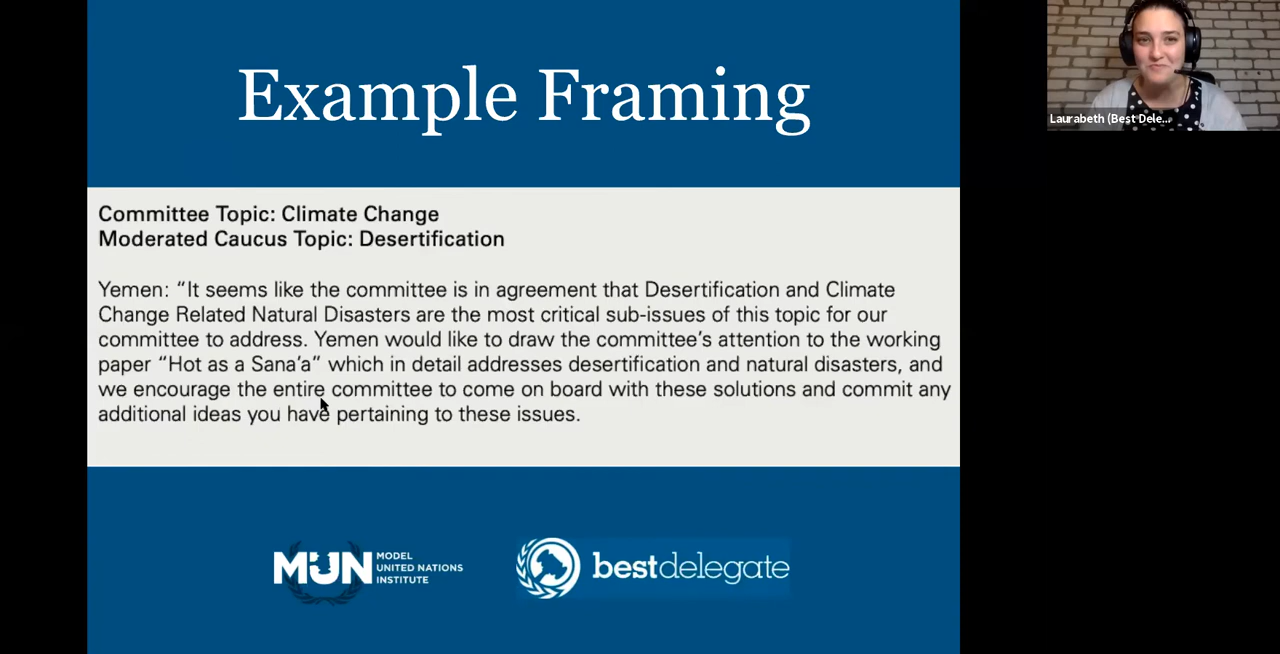 Example Framing
Laurabeth (Best Dele...
Committee Topic: Climate Change
Moderated Caucus Topic: Desertification
Yemen: “It seems like the committee is in agreement that Desertification and Climate
Change Related Natural Disasters are the most critical sub-issues of this topic for our
committee to address. Yemen would like to draw the committee’s attention to the working
paper “Hot as a Sana’a” which in detail addresses desertification and natural disasters, and
we encourage the entire committee to come on board with these solutions and commit any
additional ideas you have pertaining to these issues.
MUN MODEL
UNITED NATIONS
INSTITUTE
bestdelegate